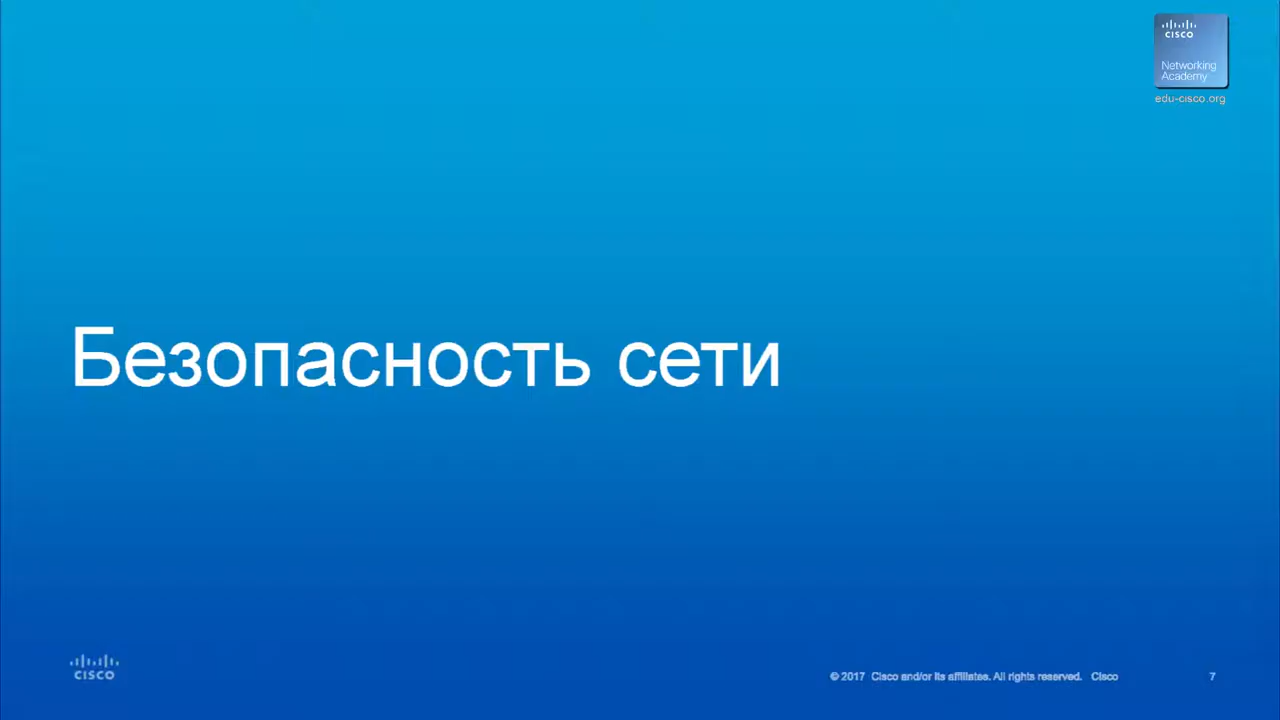 CISCO
Networking
Academy
edu-cisco.org
Безопасность сети
CISCO
© 2017 Cisco and/or its affiliates. All rights reserved. Cisco
7